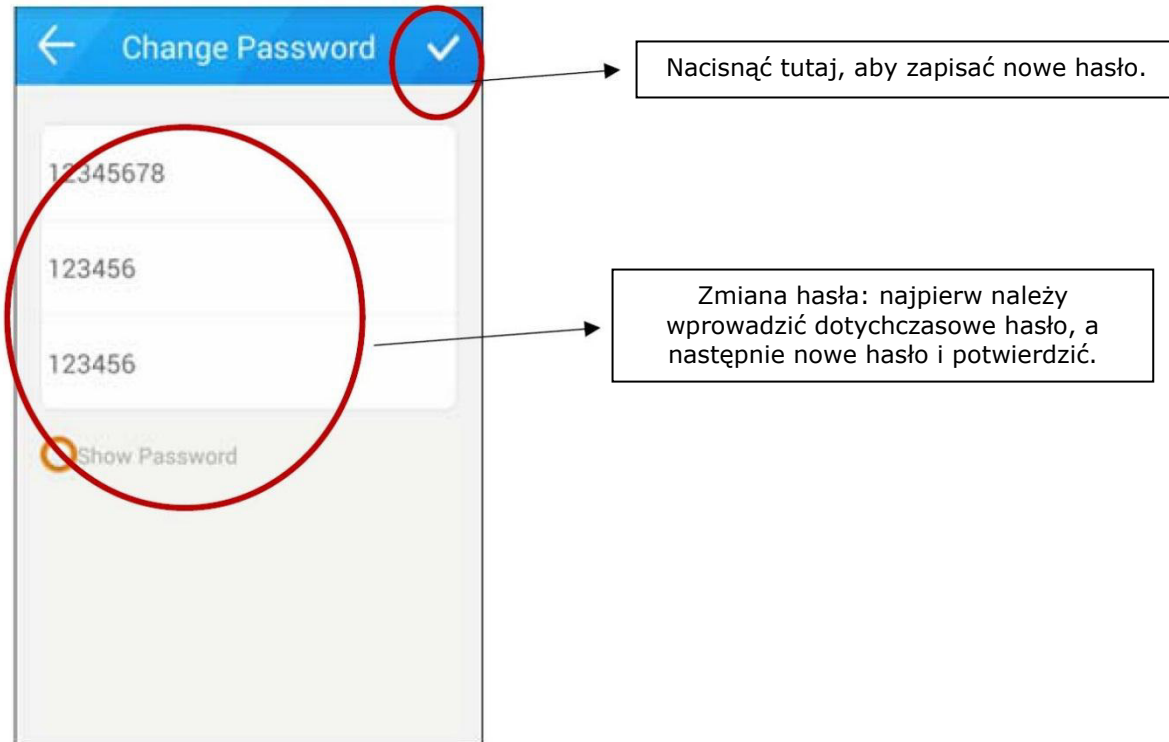 Change Password
Nacisnąć tutaj, aby zapisać nowe hasło.
12345678
123456
123456
Show Password
Zmiana hasła: najpierw należy
wprowadzić dotychczasowe hasło, a
następnie nowe hasło i potwierdzić.